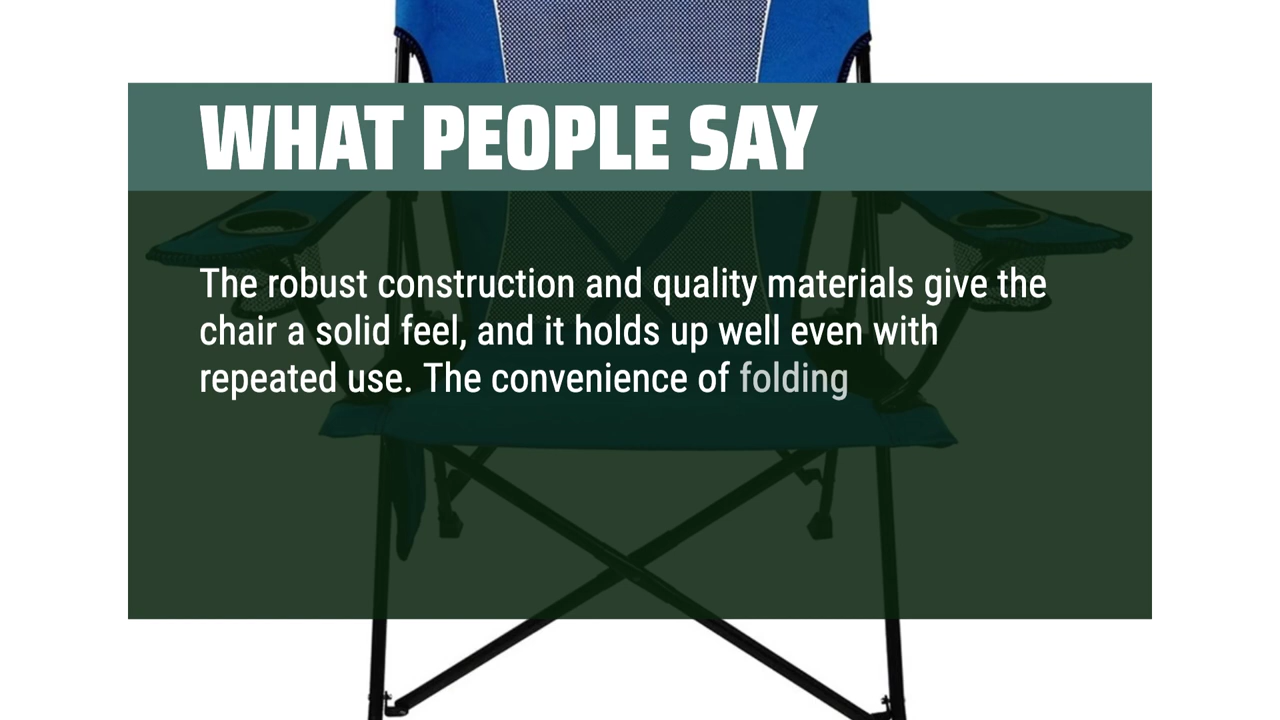 WHAT PEOPLE SAY
The robust construction and quality materials give the
chair a solid feel, and it holds up well even with
repeated use. The convenience of folding